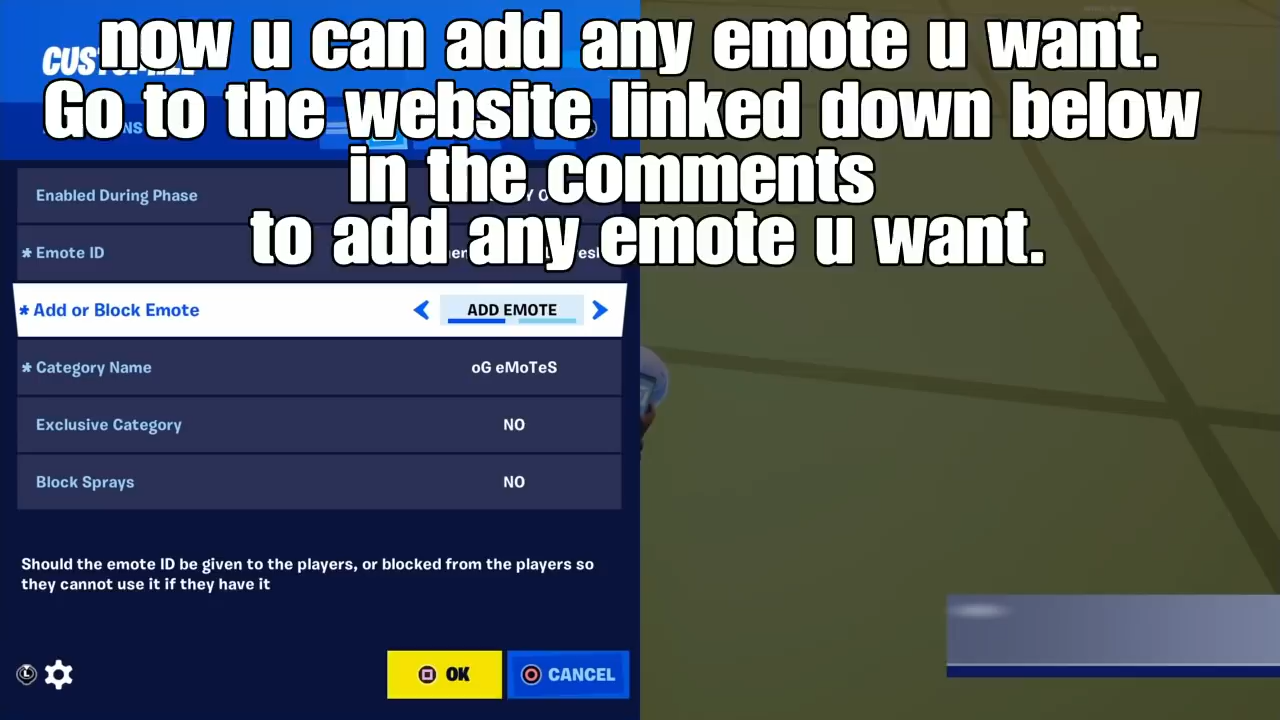 now u can add any emote u want.
Go to the website linked down below
in the comments
to add any emote u want.
Enabled During Phase
* Emote ID
* Add or Block Emote
ADD EMOTE
* Category Name
oG eMoTeS
Exclusive Category
NO
Block Sprays
NO
Should the emote ID be given to the players, or blocked from the players so
they cannot use it if they have it
L
OK
CANCEL